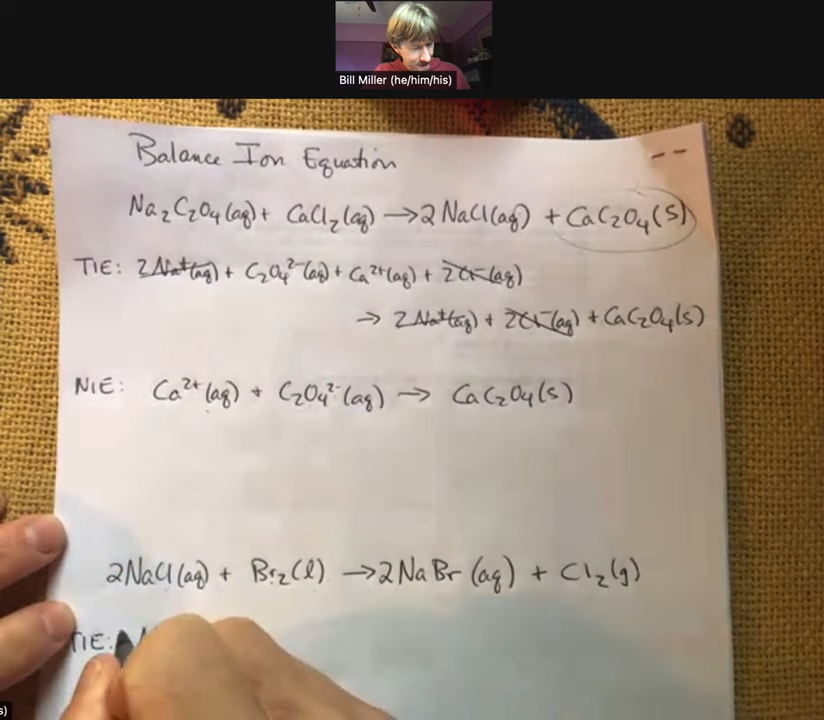 Bill Miller (he/him/his)
Balance Ion Equation
Na₂C₂O₄(aq) + CaCl₂(aq) → 2 NaCl(aq) + CaC₂O₄(s)
TIE: 2Na⁺(aq) + C₂O₄²⁻(aq) + Ca²⁺(aq) + 2Cl⁻(aq)
→ 2Na⁺(aq) + 2Cl⁻(aq) + CaC₂O₄(s)
NIE: Ca²⁺(aq) + C₂O₄²⁻(aq) → CaC₂O₄(s)
2NaCl(aq) + Br₂(l) → 2NaBr(aq) + Cl₂(g)
TIE:
s)